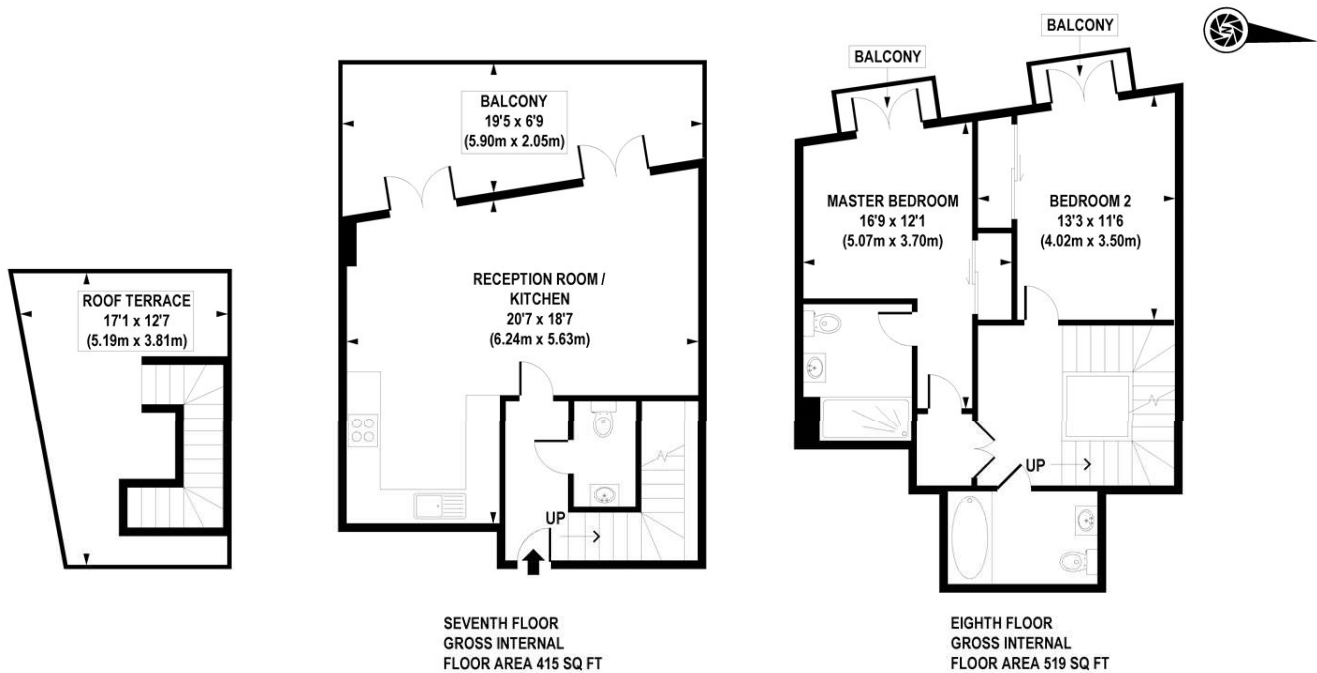 ROOF TERRACE
17'1 x 12'7
(5.19m x 3.81m)
BALCONY
19'5 x 6'9
(5.90m x 2.05m)
RECEPTION ROOM /
KITCHEN
20'7 x 18'7
(6.24m x 5.63m)
UP
SEVENTH FLOOR
GROSS INTERNAL
FLOOR AREA 415 SQ FT
BALCONY
BALCONY
MASTER BEDROOM
16'9 x 12'1
(5.07m x 3.70m)
BEDROOM 2
13'3 x 11'6
(4.02m x 3.50m)
UP
EIGHTH FLOOR
GROSS INTERNAL
FLOOR AREA 519 SQ FT